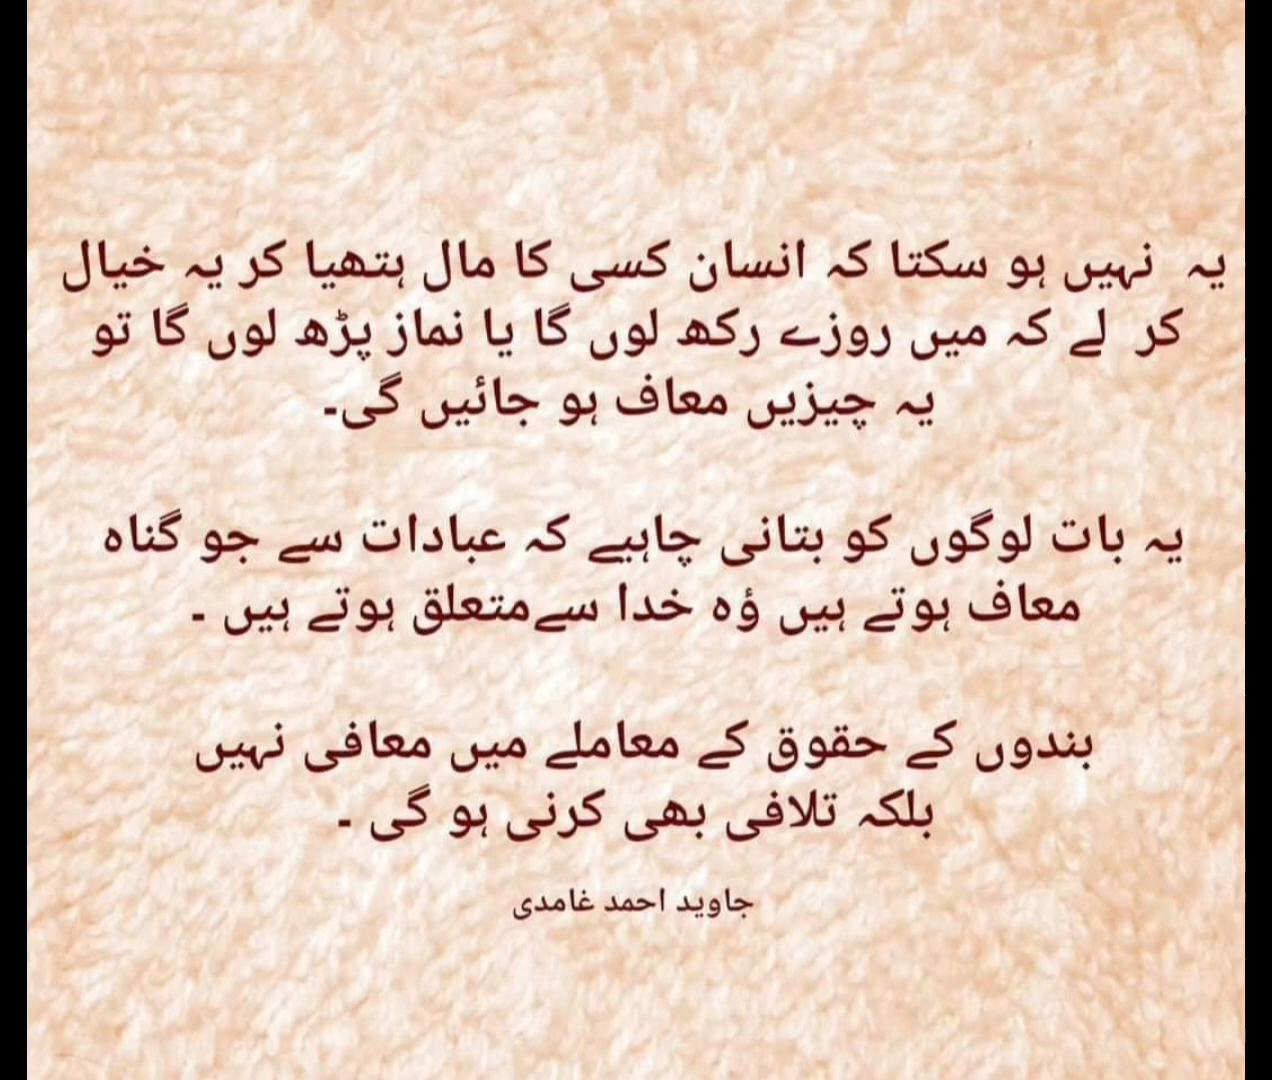 یہ نہیں ہو سکتا کہ انسان کسی کا مال ہتھیا کر یہ خیال
کر لے کہ میں روزے رکھ لوں گا یا نماز پڑھ لوں گا تو
یہ چیزیں معاف ہو جائیں گی۔
یہ بات لوگوں کو بتانی چاہیے کہ عبادات سے جو گناہ
معاف ہوتے ہیں ؤہ خدا سےمتعلق ہوتے ہیں ۔
بندوں کے حقوق کے معاملے میں معافی نہیں
بلکہ تلافی بھی کرنی ہو گی ۔
جاوید احمد غامدی